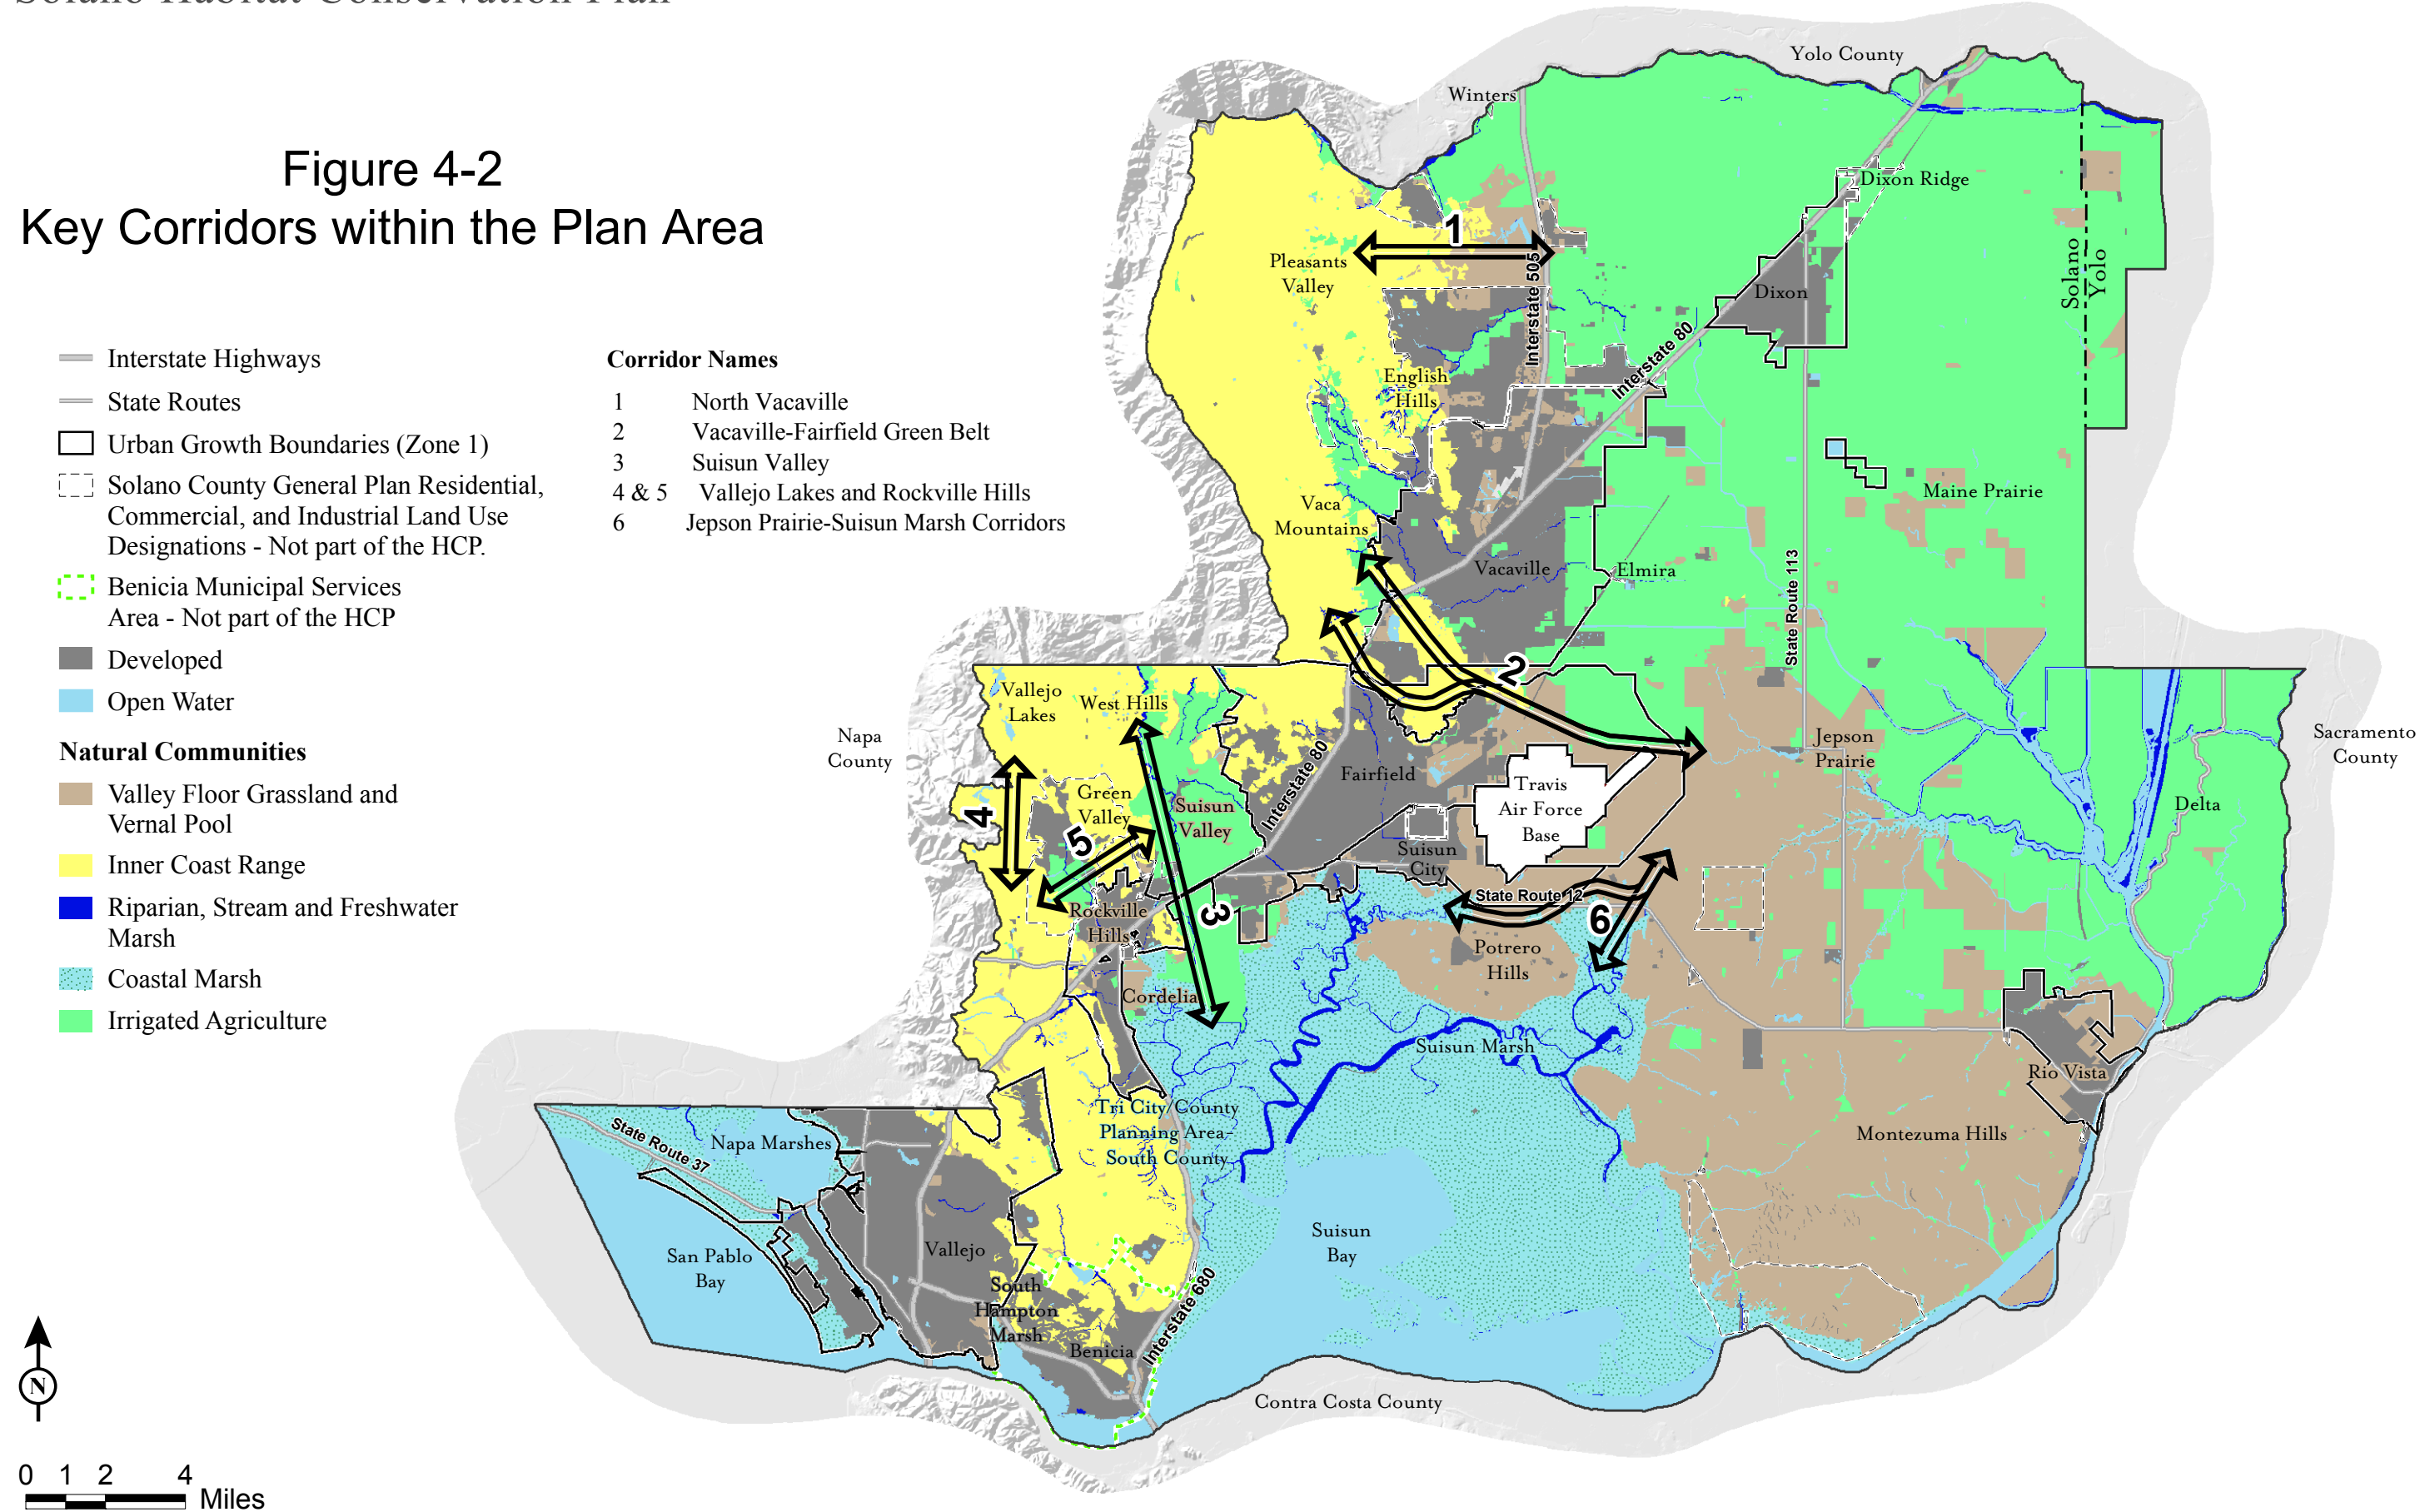 Solano Habitat Conservation Plan
Figure 4-2
Key Corridors within the Plan Area
Interstate Highways
State Routes
Urban Growth Boundaries (Zone 1)
Solano County General Plan Residential,
Commercial, and Industrial Land Use
Designations - Not part of the HCP.
Benicia Municipal Services
Area - Not part of the HCP
Developed
Open Water
Natural Communities
Valley Floor Grassland and
Vernal Pool
Inner Coast Range
Riparian, Stream and Freshwater
Marsh
Coastal Marsh
Irrigated Agriculture
Corridor Names
1 North Vacaville
2 Vacaville-Fairfield Green Belt
3 Suisun Valley
4 & 5 Vallejo Lakes and Rockville Hills
6 Jepson Prairie-Suisun Marsh Corridors
Yolo County
Winters
Dixon Ridge
1
Pleasants
Valley
Interstate 505
Solano
Yolo
Dixon
Interstate 80
English
Hills
Maine Prairie
Vaca
Mountains
Vacaville
Elmira
State Route 113
2
Vallejo
Lakes
West Hills
Napa
County
Sacramento
County
Jepson
Prairie
Interstate 80
Fairfield
Travis
Air Force
Base
Green
Valley
Suisun
Valley
Delta
4
5
Suisun
City
State Route 12
Rockville
Hills
3
6
Potrero
Hills
Cordelia
Suisun Marsh
Rio Vista
Tri City/County
Planning Area-
South County
State Route 37
Napa Marshes
Montezuma Hills
San Pablo
Bay
Vallejo
Suisun
Bay
South
Hampton
Marsh
Interstate 680
Benicia
Contra Costa County
N
0 1 2 4
Miles